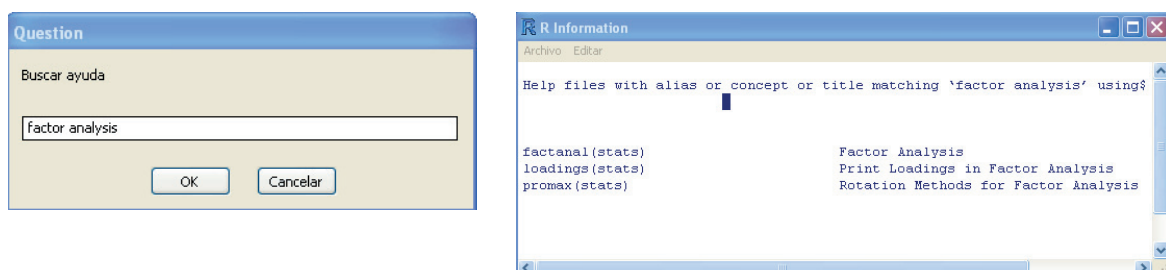 Question
Buscar ayuda
factor analysis
OK Cancelar
R R Information
Archivo Editar
Help files with alias or concept or title matching ‘factor analysis’ using$
factanal(stats) Factor Analysis
loadings(stats) Print Loadings in Factor Analysis
promax(stats) Rotation Methods for Factor Analysis